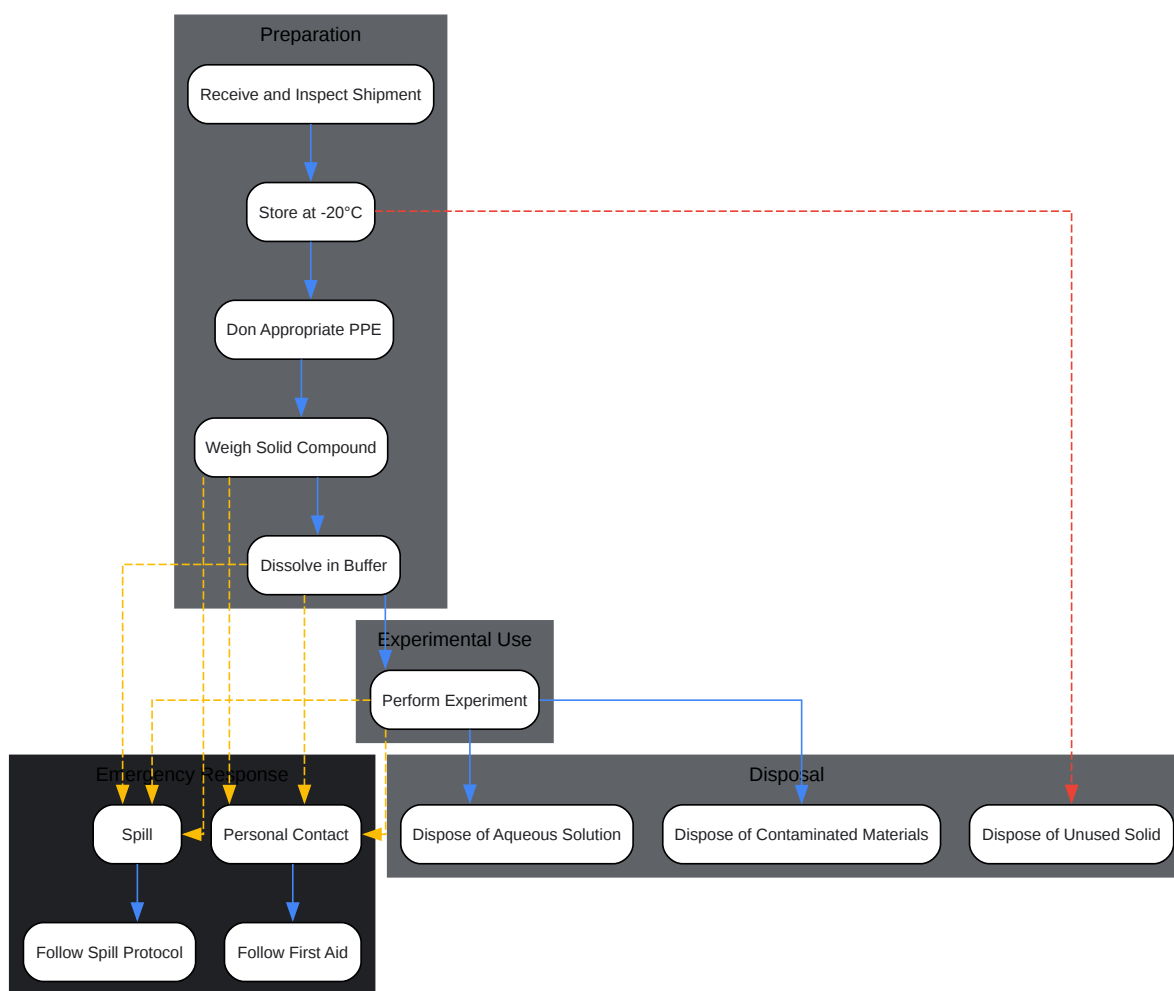 Preparation
Receive and Inspect Shipment
Store at -20°C
Don Appropriate PPE
Weigh Solid Compound
Dissolve in Buffer
Experimental Use
Perform Experiment
Emergency Response
Disposal
Spill
Personal Contact
Dispose of Aqueous Solution
Dispose of Contaminated Materials
Dispose of Unused Solid
Follow Spill Protocol
Follow First Aid